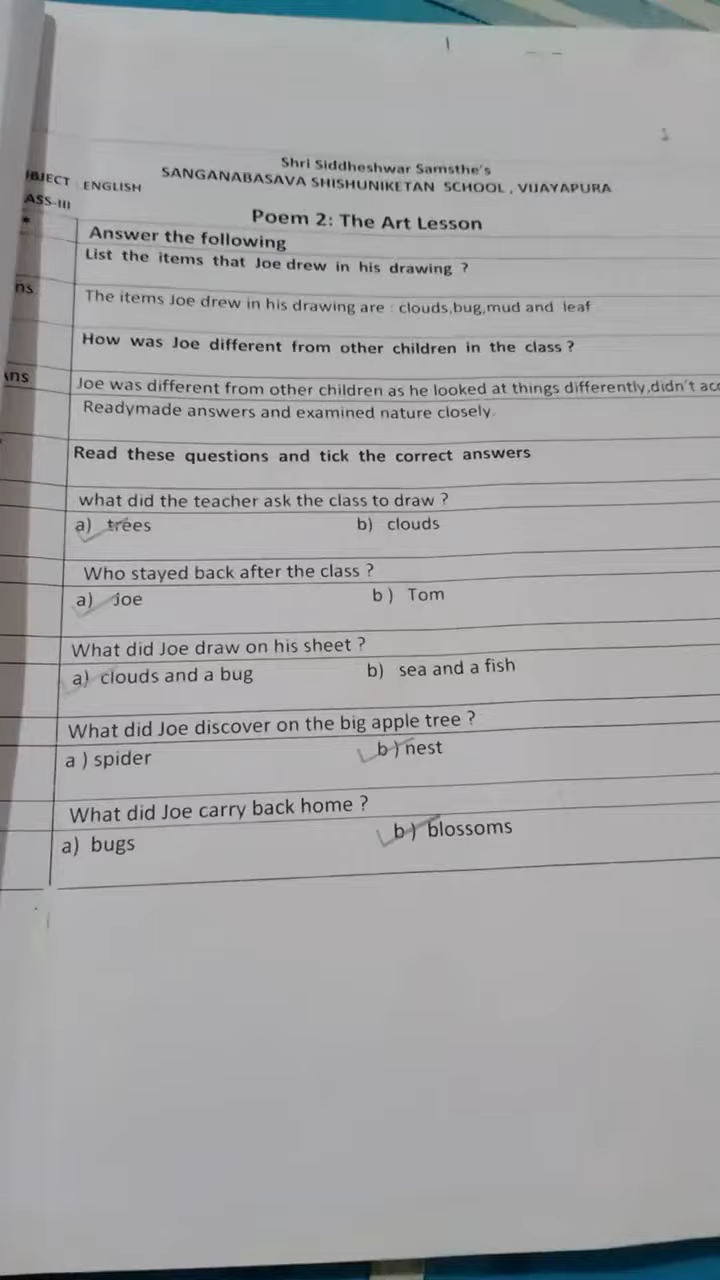 Shri Siddheshwar Samsthe's
SANGANABASAVA SHISHUNIKETAN SCHOOL, VIJAYAPURA
BJECT : ENGLISH
ASS-III
Poem 2: The Art Lesson
Answer the following
List the items that Joe drew in his drawing ?
ns The items Joe drew in his drawing are : clouds,bug,mud and leaf
How was Joe different from other children in the class ?
Ans Joe was different from other children as he looked at things differently,didn't acc
Readymade answers and examined nature closely.
Read these questions and tick the correct answers
what did the teacher ask the class to draw ?
a) trees b) clouds
Who stayed back after the class ?
a) Joe b) Tom
What did Joe draw on his sheet ?
a) clouds and a bug b) sea and a fish
What did Joe discover on the big apple tree ?
a ) spider b ) nest
What did Joe carry back home ?
a) bugs b ) blossoms